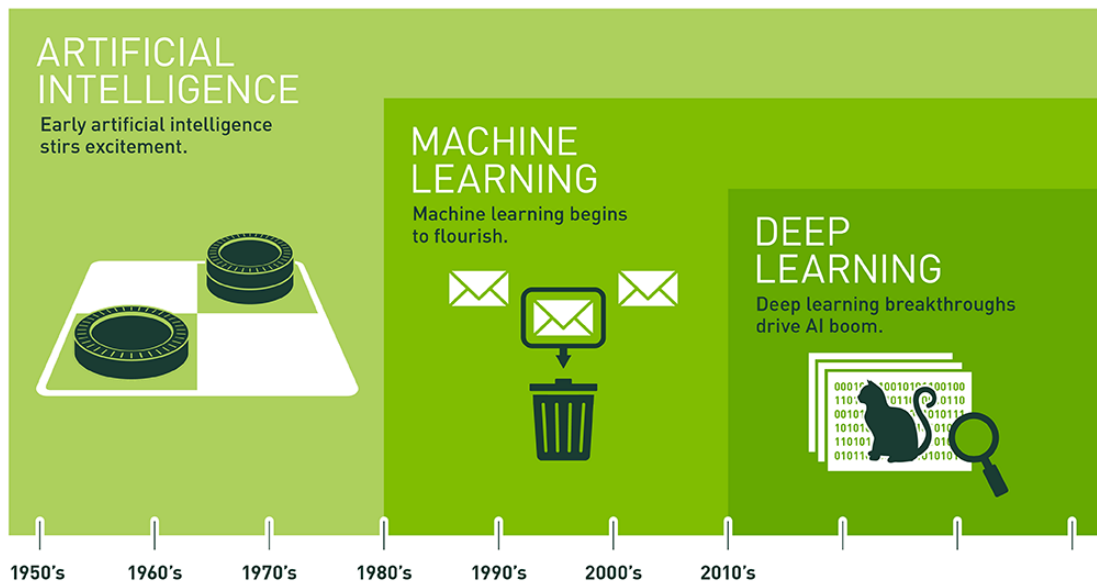 ARTIFICIAL
INTELLIGENCE
Early artificial intelligence
stirs excitement.
MACHINE
LEARNING
Machine learning begins
to flourish.
DEEP
LEARNING
Deep learning breakthroughs
drive AI boom.
1950's
1960's
1970's
1980's
1990's
2000's
2010's